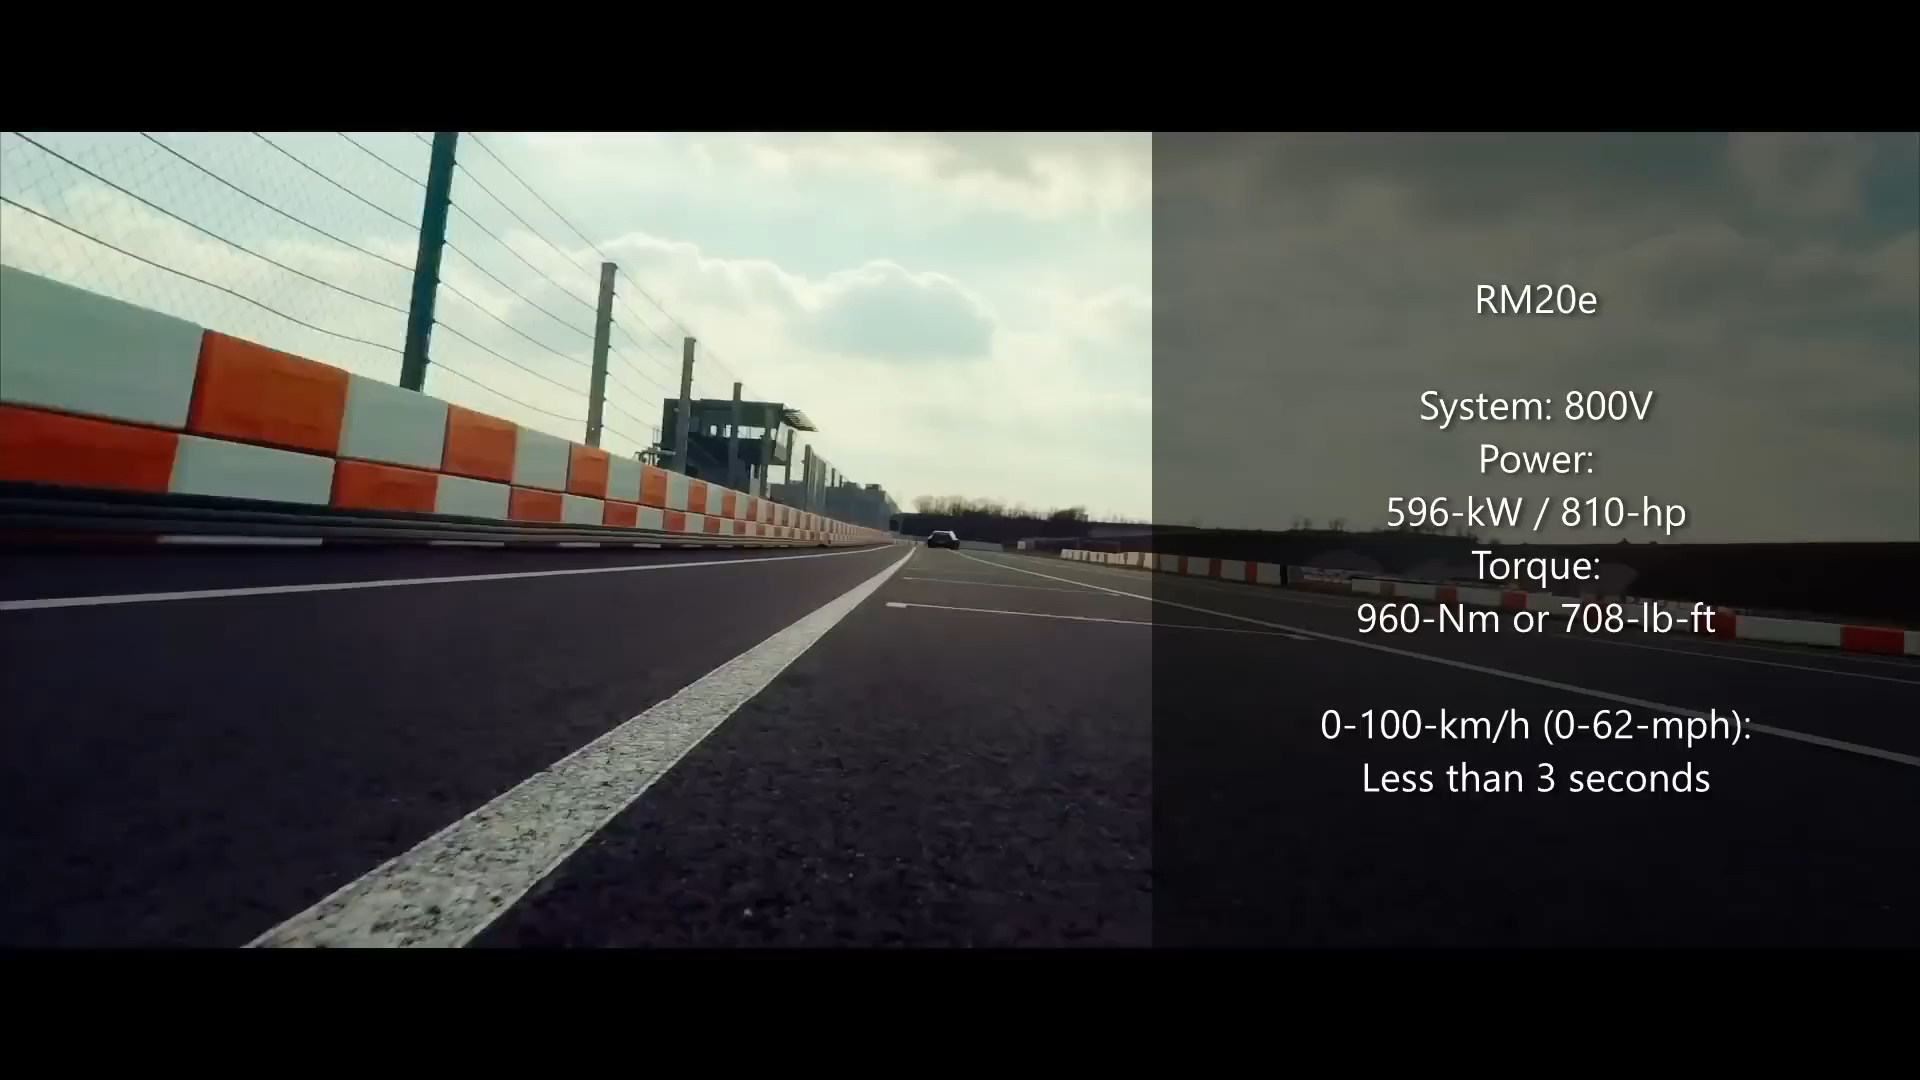 RM20e
System: 800V
Power:
596-kW / 810-hp
Torque:
960-Nm or 708-lb-ft
0-100-km/h (0-62-mph):
Less than 3 seconds